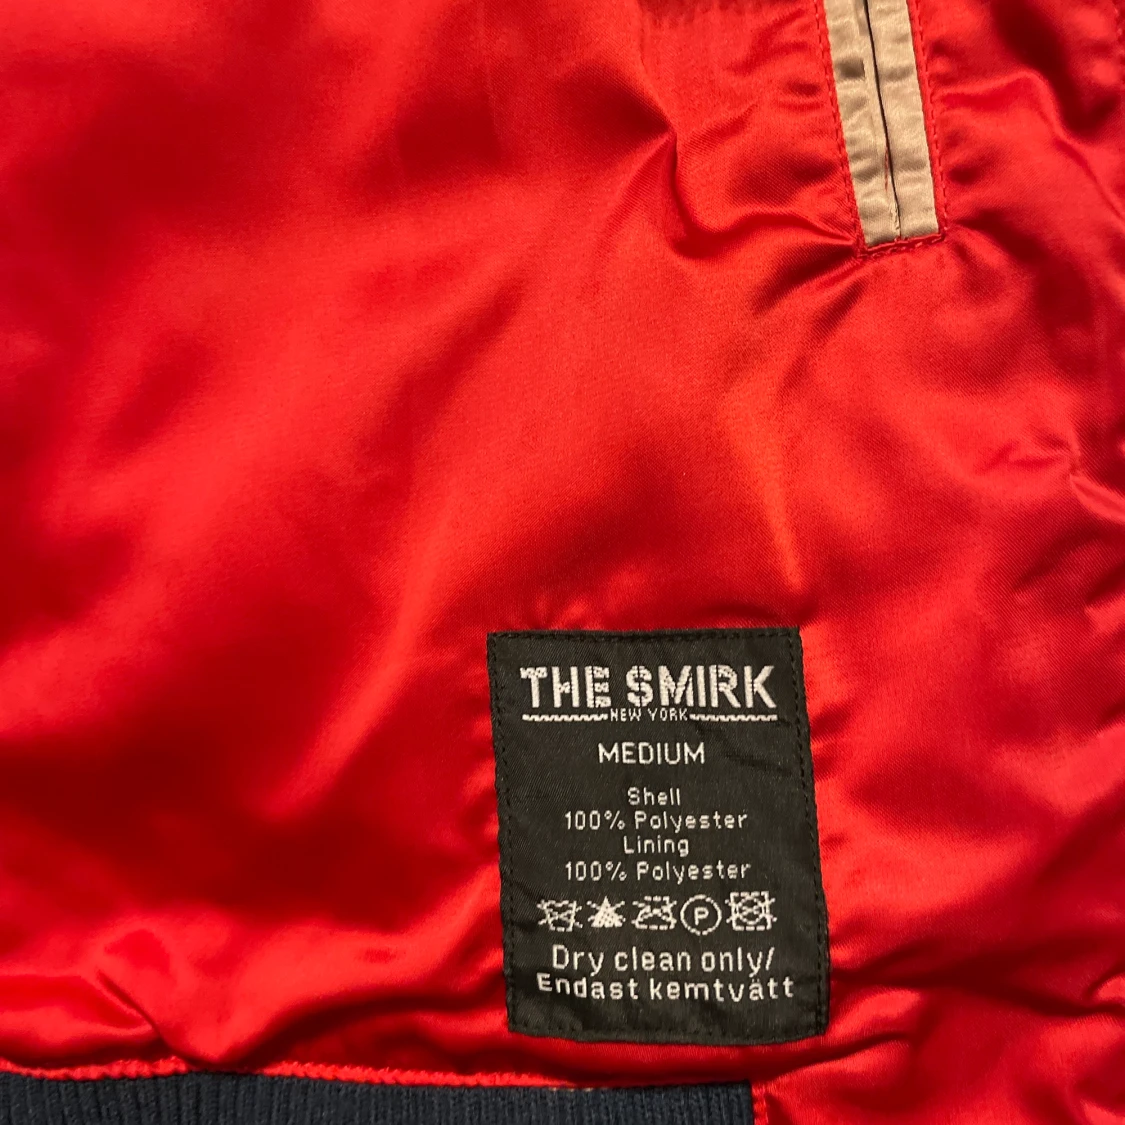 THE SMIRK
NEW YORK
MEDIUM
Shell
100% Polyester
Lining
100% Polyester
P
Dry clean only/
Endast kemtvätt